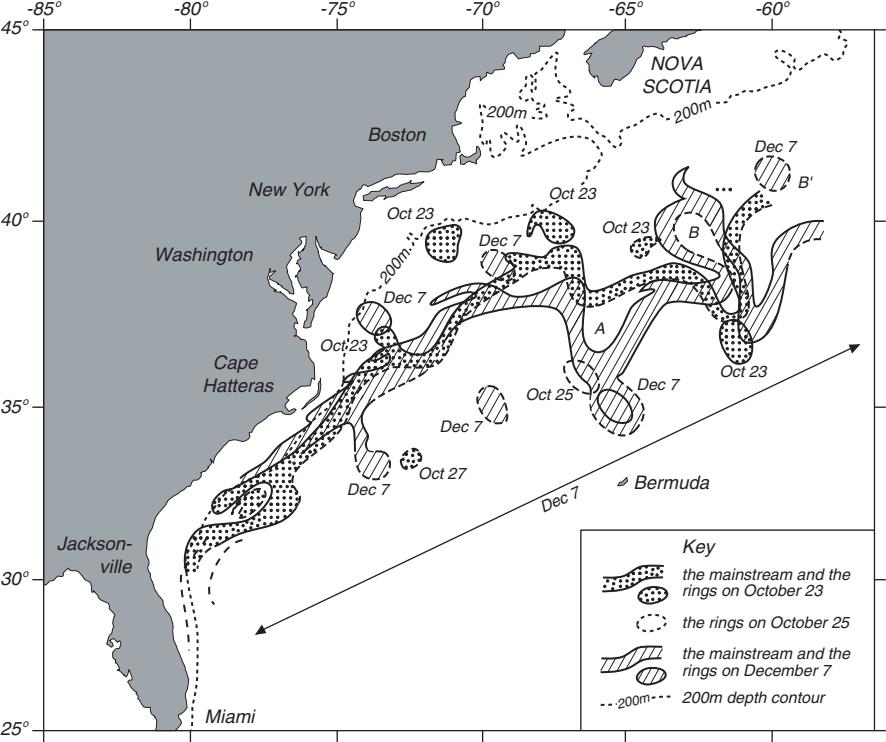 -85° -80° -75° -70° -65° -60°
45°
NOVA
SCOTIA
200m
200m
Boston
Dec 7
B'
New York
Oct 23
Oct 23
40°
Oct 23
B
Dec 7
Washington
200m
Dec 7
A
Oct 23
Cape
Hatteras
Oct 23
Oct 25
Dec 7
35°
Dec 7
Oct 27
Dec 7
Bermuda
Dec 7
Jackson-
ville
30°
Key
the mainstream and the
rings on October 23
the rings on October 25
the mainstream and the
rings on December 7
200m 200m depth contour
Miami
25°